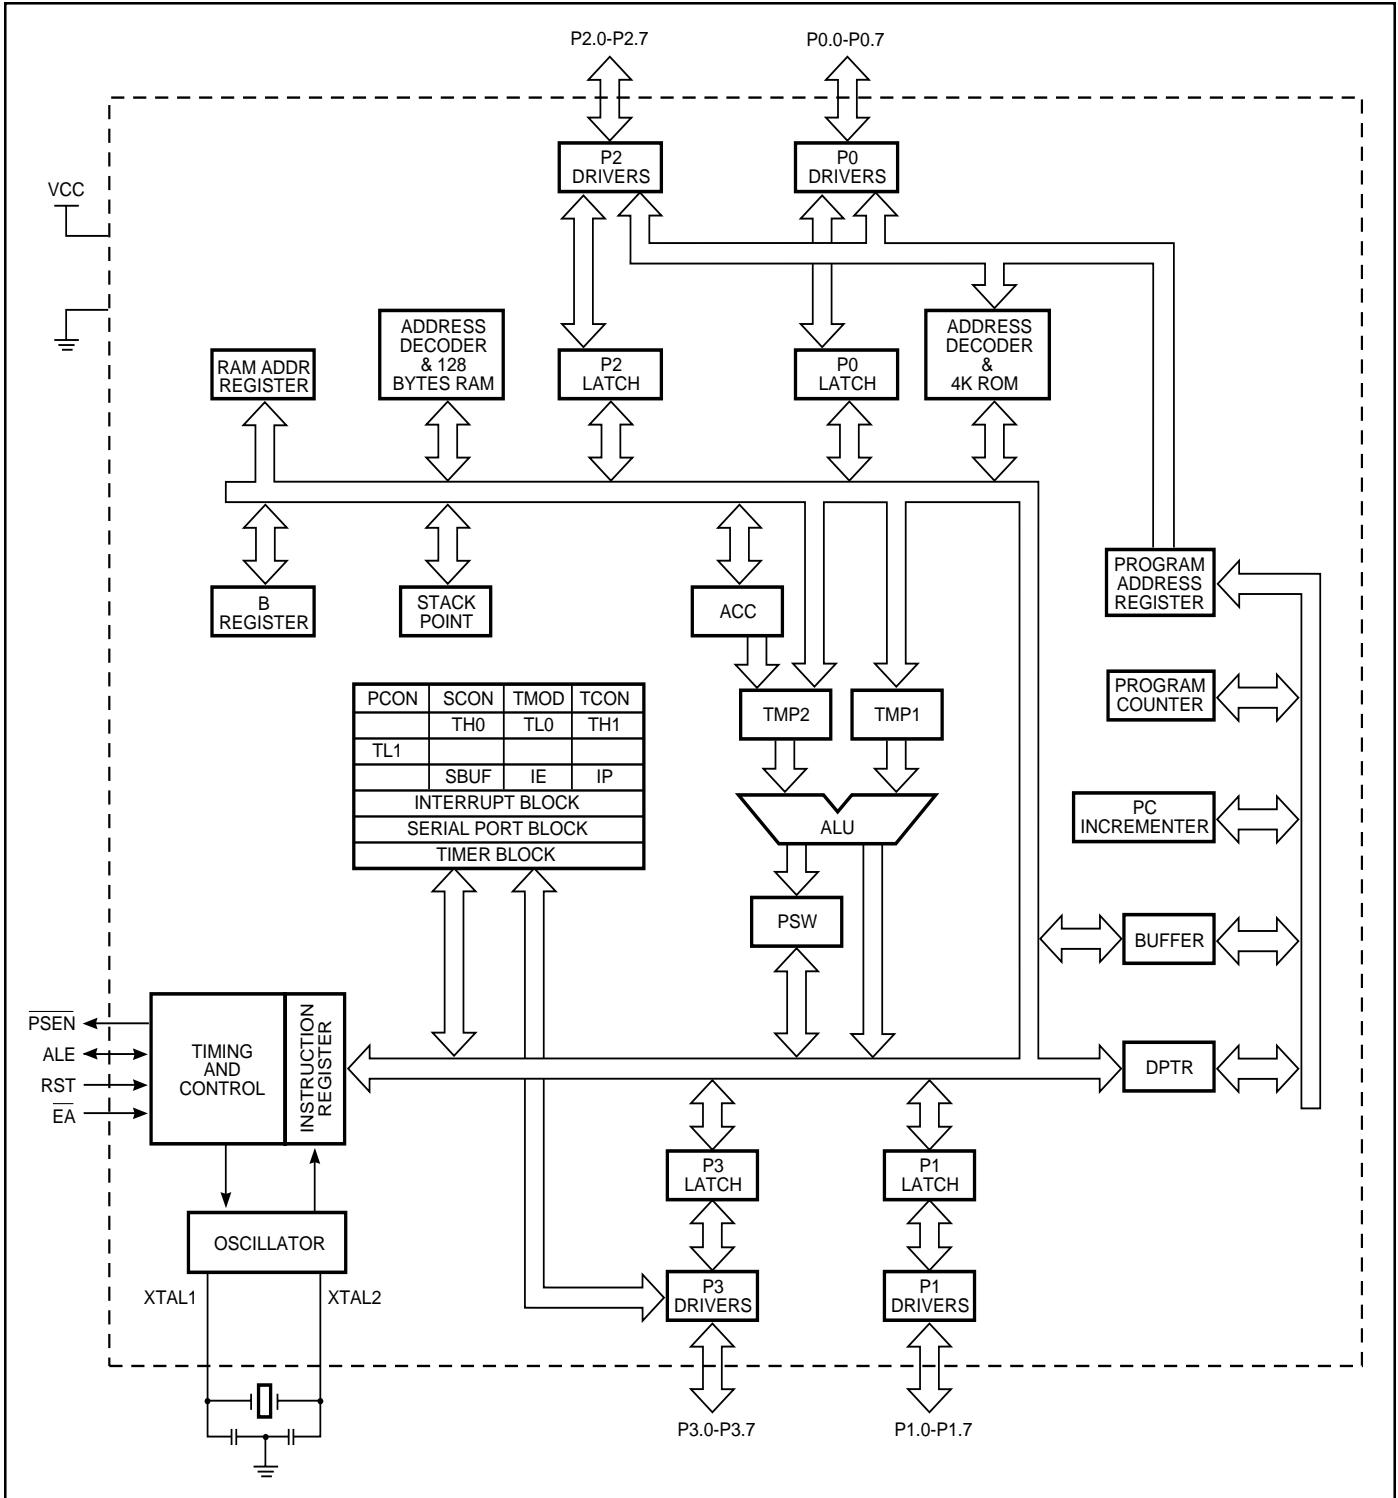 P2.0-P2.7
P0.0-P0.7
VCC
P2
DRIVERS
P0
DRIVERS
RAM ADDR
REGISTER
ADDRESS
DECODER
& 128
BYTES RAM
P2
LATCH
P0
LATCH
ADDRESS
DECODER
&
4K ROM
B
REGISTER
STACK
POINT
ACC
PROGRAM
ADDRESS
REGISTER
PCON SCON TMOD TCON
TH0 TL0 TH1
TL1
SBUF IE IP
INTERRUPT BLOCK
SERIAL PORT BLOCK
TIMER BLOCK
TMP2
TMP1
PROGRAM
COUNTER
ALU
PC
INCREMENTER
PSW
BUFFER
PSEN
ALE
RST
EA
TIMING
AND
CONTROL
INSTRUCTION
REGISTER
DPTR
P3
LATCH
P1
LATCH
OSCILLATOR
XTAL1
XTAL2
P3
DRIVERS
P1
DRIVERS
P3.0-P3.7
P1.0-P1.7